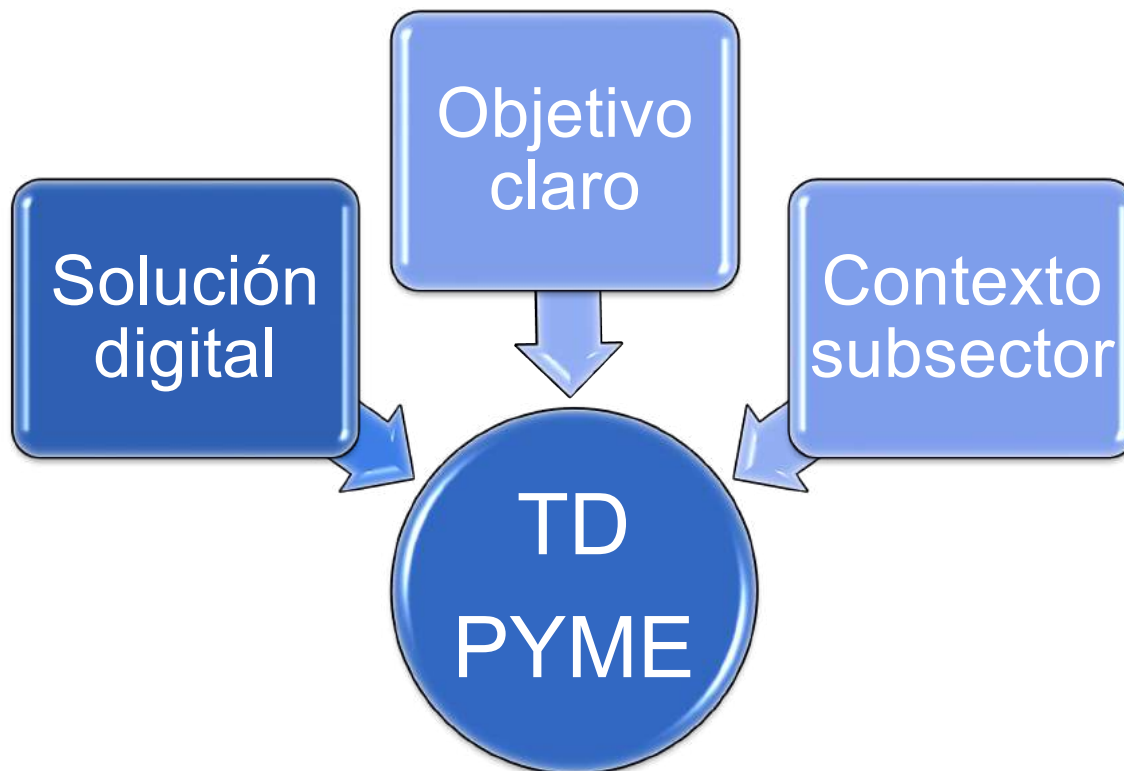 Objetivo
claro
Solución
digital
Contexto
subsector
TD
PYME